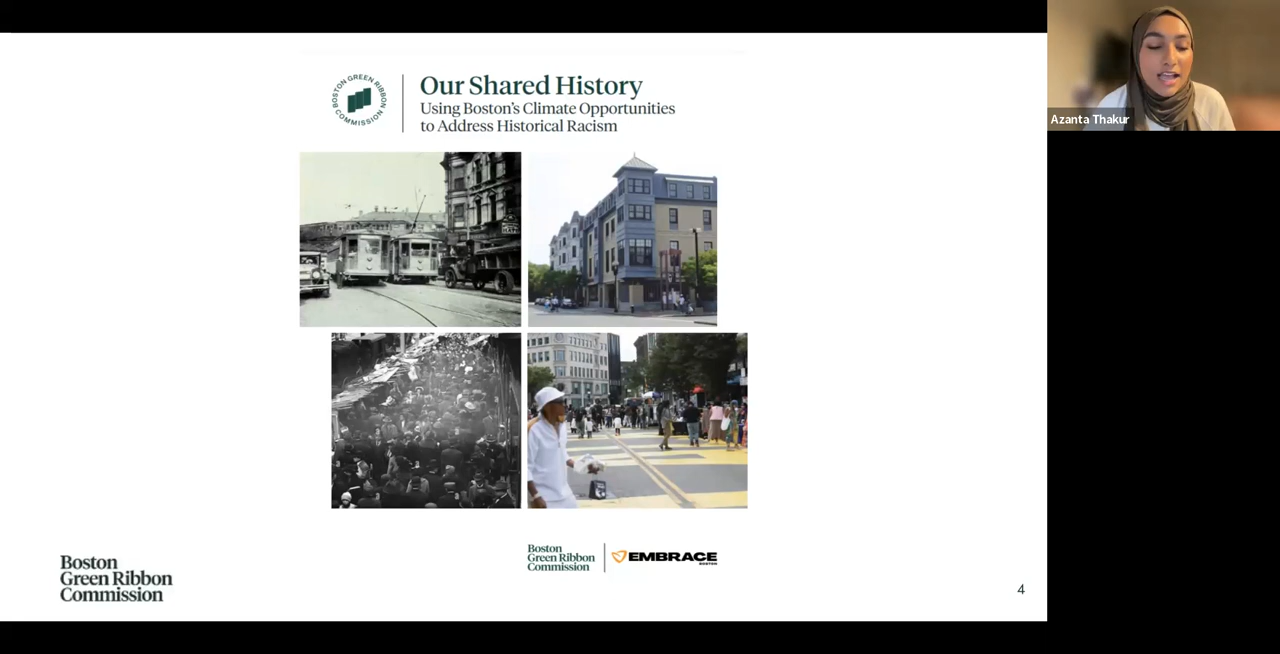 BOSTON GREEN RIBBON COMMISSION
Our Shared History
Using Boston's Climate Opportunities
to Address Historical Racism
Boston
Green Ribbon
Commission
EMBRACE
BOSTON
Boston
Green Ribbon
Commission
4
Azanta Thakur